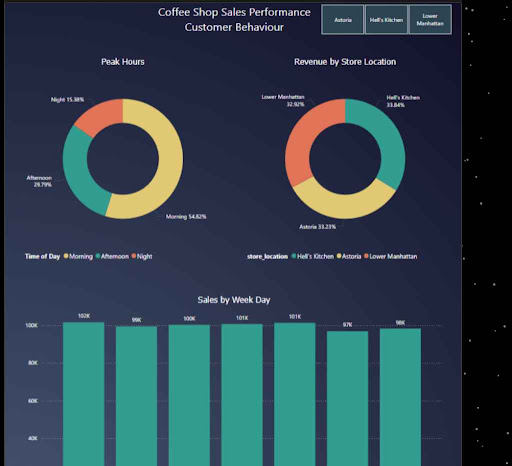 Coffee Shop Sales Performance
Customer Behaviour
Astoria
Hell's Kitchen
Lower
Manhattan
Peak Hours
Night 15.38%
Afternoon
29.79%
Morning 54.82%
Time of Day Morning Afternoon Night
Revenue by Store Location
Lower Manhattan
32.92%
Hell's Kitchen
33.84%
Astoria 33.23%
store_location Hell's Kitchen Astoria Lower Manhattan
Sales by Week Day
100K
80K
60K
40K
102K
99K
100K
101K
101K
97K
98K